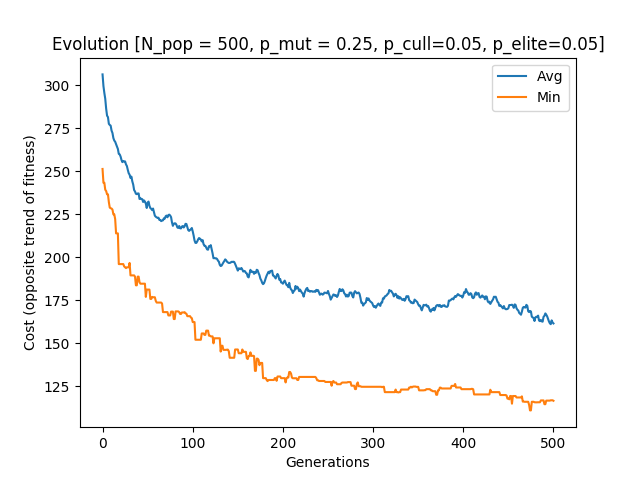 Evolution [N_pop = 500, p_mut = 0.25, p_cull=0.05, p_elite=0.05]
Avg
Min
Cost (opposite trend of fitness)
300
275
250
225
200
175
150
125
0 100 200 300 400 500
Generations